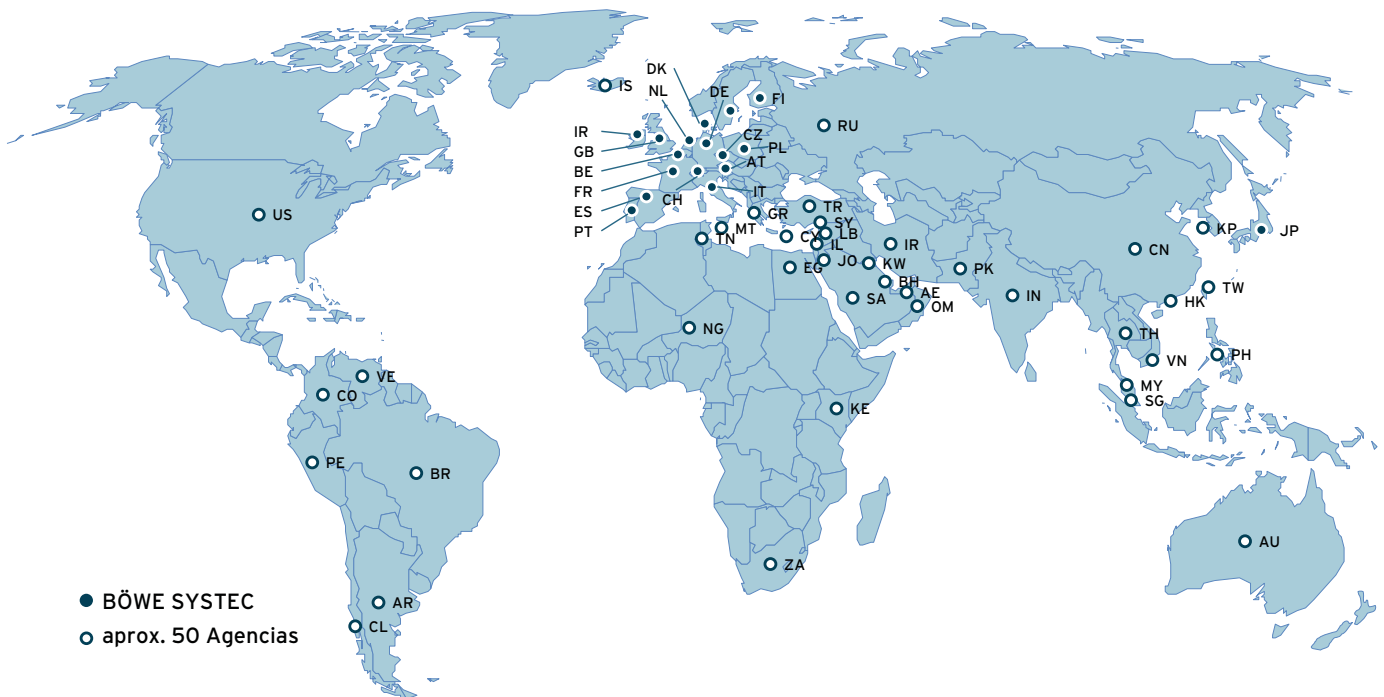 DK
DE
IS
NL
FI
IR
RU
CZ
GB
PL
BE
AT
FR
CH
IT
ES
PT
US
GR
TR
MT
SY
TN
CY
LB
IL
IR
KP
JP
CN
EG
JO
KW
PK
BH
AE
SA
OM
IN
TW
HK
NG
TH
VN
PH
VE
CO
MY
SG
KE
PE
BR
AU
ZA
AR
CL
BÖWE SYSTEC
aprox. 50 Agencias